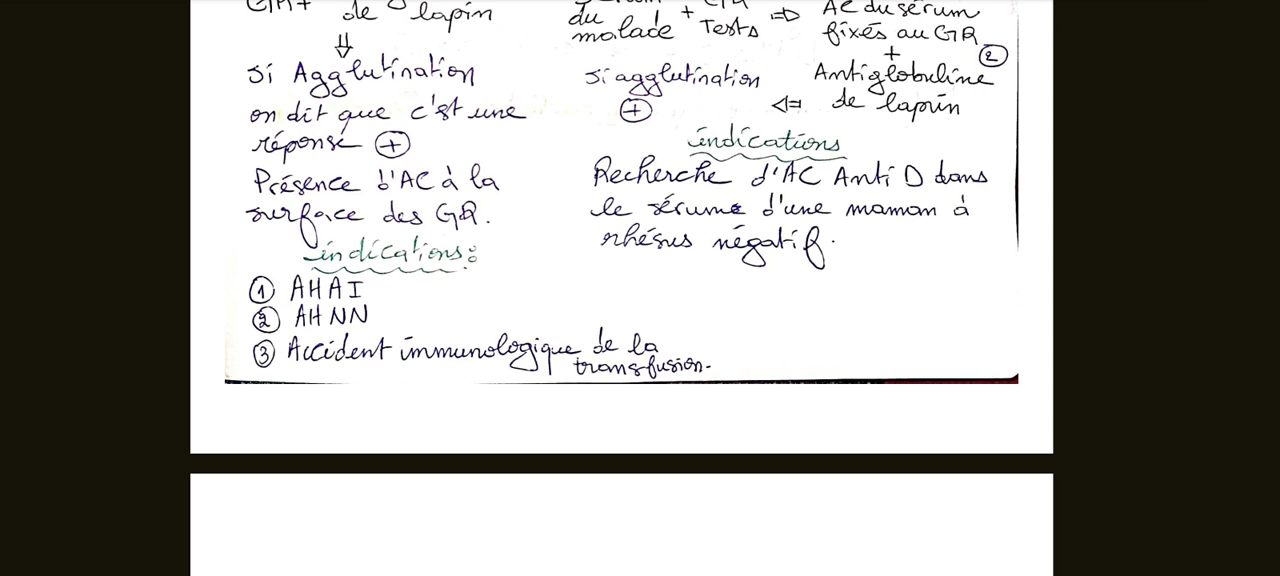 GR +
de lapin
⇓
si Agglutination
on dit que c'est une
réponse (+)
Présence d'AC à la
surface des GR.
indications:
① AHAI
② AHNN
③ Accident immunologique de la
transfusion.
du malade + Tests ⇒ AC du sérum
fixés au GR
+ ②
si agglutination Antiglobuline
(+) ⇐ de lapin
indications
Recherche d'AC Anti D dans
le sérume d'une maman à
rhésus négatif.